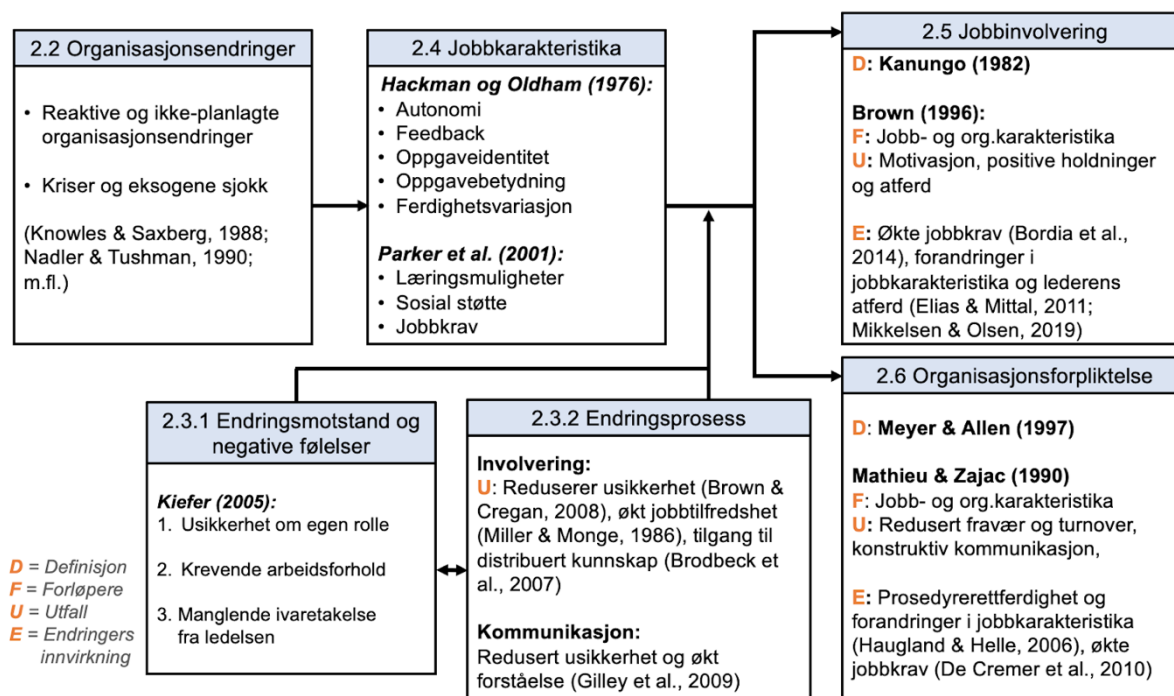 2.2 Organisasjonsendringer
• Reaktive og ikke-planlagte
organisasjonsendringer
• Kriser og eksogene sjokk
(Knowles & Saxberg, 1988;
Nadler & Tushman, 1990;
m.fl.)
2.4 Jobbkarakteristika
Hackman og Oldham (1976):
• Autonomi
• Feedback
• Oppgaveidentitet
• Oppgavebetydning
• Ferdighetsvariasjon
Parker et al. (2001):
• Læringsmuligheter
• Sosial støtte
• Jobbkrav
2.5 Jobbinvolvering
D: Kanungo (1982)
Brown (1996):
F: Jobb- og org.karakteristika
U: Motivasjon, positive holdninger
og atferd
E: Økte jobbkrav (Bordia et al.,
2014), forandringer i
jobbkarakteristika og lederens
atferd (Elias & Mittal, 2011;
Mikkelsen & Olsen, 2019)
2.3.1 Endringsmotstand og
negative følelser
Kiefer (2005):
1. Usikkerhet om egen rolle
2. Krevende arbeidsforhold
3. Manglende ivaretakelse
fra ledelsen
2.3.2 Endringsprosess
Involvering:
U: Reduserer usikkerhet (Brown &
Cregan, 2008), økt jobbtilfredshet
(Miller & Monge, 1986), tilgang til
distribuert kunnskap (Brodbeck et
al., 2007)
Kommunikasjon:
Redusert usikkerhet og økt
forståelse (Gilley et al., 2009)
2.6 Organisasjonsforpliktelse
D: Meyer & Allen (1997)
Mathieu & Zajac (1990)
F: Jobb- og org.karakteristika
U: Redusert fravær og turnover,
konstruktiv kommunikasjon,
E: Prosedyrerettferdighet og
forandringer i jobbkarakteristika
(Haugland & Helle, 2006), økte
jobbkrav (De Cremer et al., 2010)
D = Definisjon
F = Forløpere
U = Utfall
E = Endringers
innvirkning